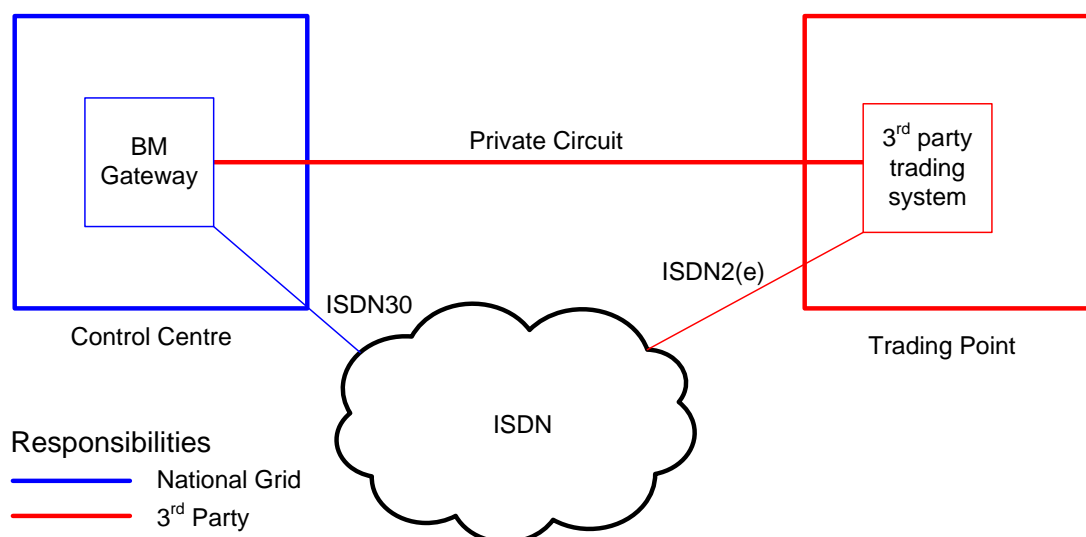 BM
Gateway
Private Circuit
3rd party
trading
system
ISDN2(e)
ISDN30
Control Centre
Trading Point
ISDN
Responsibilities
National Grid
3rd Party